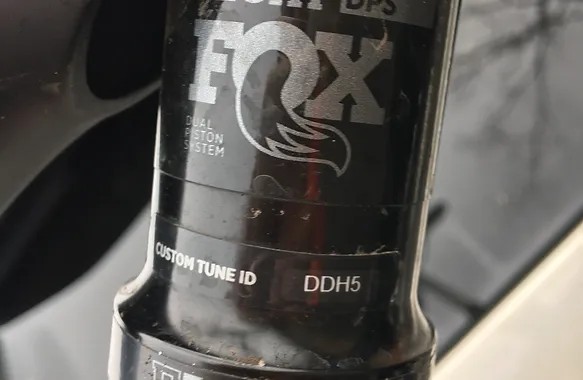 DPS
FOX
DUAL
PISTON
SYSTEM
CUSTOM TUNE ID DDH5